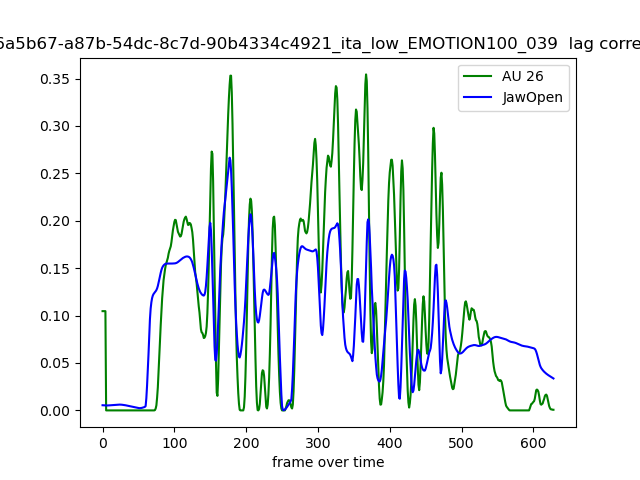 6a5b67-a87b-54dc-8c7d-90b4334c4921_ita_low_EMOTION100_039 lag corre
AU 26
JawOpen
0.35
0.30
0.25
0.20
0.15
0.10
0.05
0.00
0 100 200 300 400 500 600
frame over time